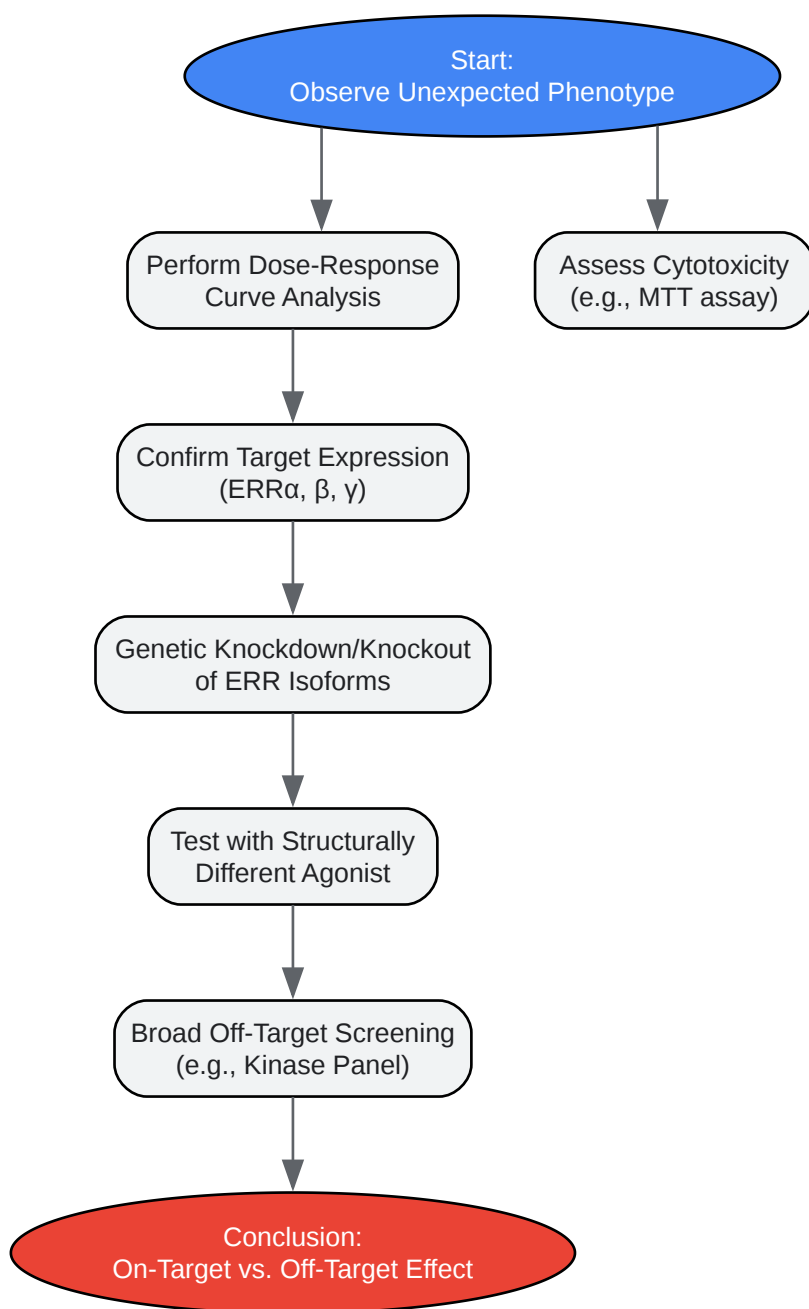 Start:
Observe Unexpected Phenotype
Perform Dose-Response
Curve Analysis
Assess Cytotoxicity
(e.g., MTT assay)
Confirm Target Expression
(ERRα, β, γ)
Genetic Knockdown/Knockout
of ERR Isoforms
Test with Structurally
Different Agonist
Broad Off-Target Screening
(e.g., Kinase Panel)
Conclusion:
On-Target vs. Off-Target Effect